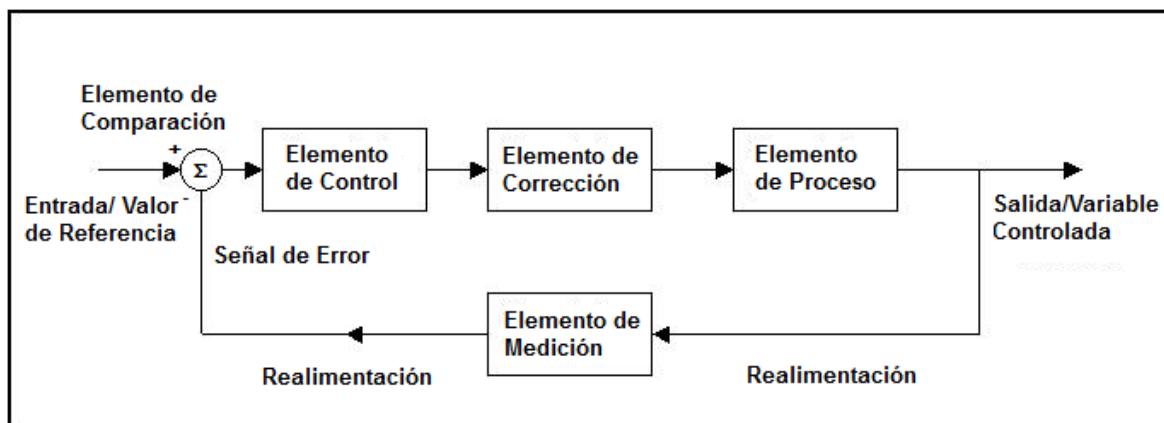 Elemento de
Comparación
+
Σ
Elemento
de Control
Elemento de
Corrección
Elemento
de Proceso
Entrada/ Valor
-
de Referencia
Salida/Variable
Controlada
Señal de Error
Elemento de
Medición
Realimentación
Realimentación